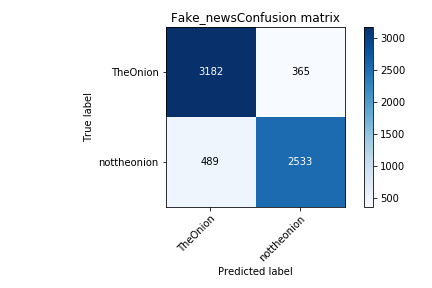 Fake_newsConfusion matrix
TheOnion
3182
365
nottheonion
489
2533
True label
TheOnion
nottheonion
Predicted label
3000
2500
2000
1500
1000
500